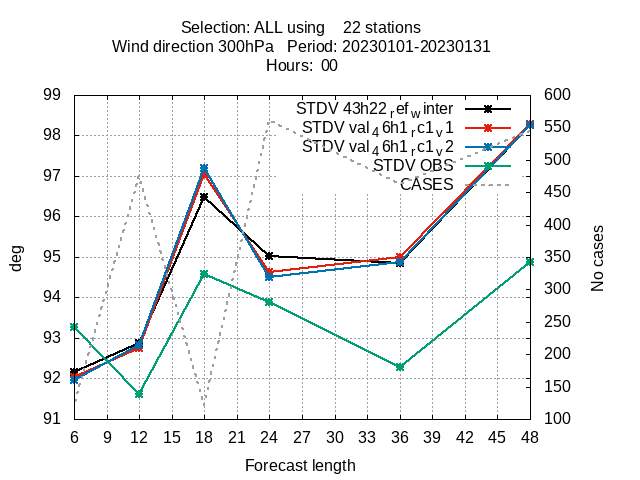 Selection: ALL using 22 stations
Wind direction 300hPa Period: 20230101-20230131
Hours: 00
STDV 43h22_ref_winter
STDV val_46h1_rc1_v1
STDV val_46h1_rc1_v2
STDV OBS
CASES
deg
99
98
97
96
95
94
93
92
91
600
550
500
450
400
350
300
250
200
150
100
No cases
6 9 12 15 18 21 24 27 30 33 36 39 42 45 48
Forecast length